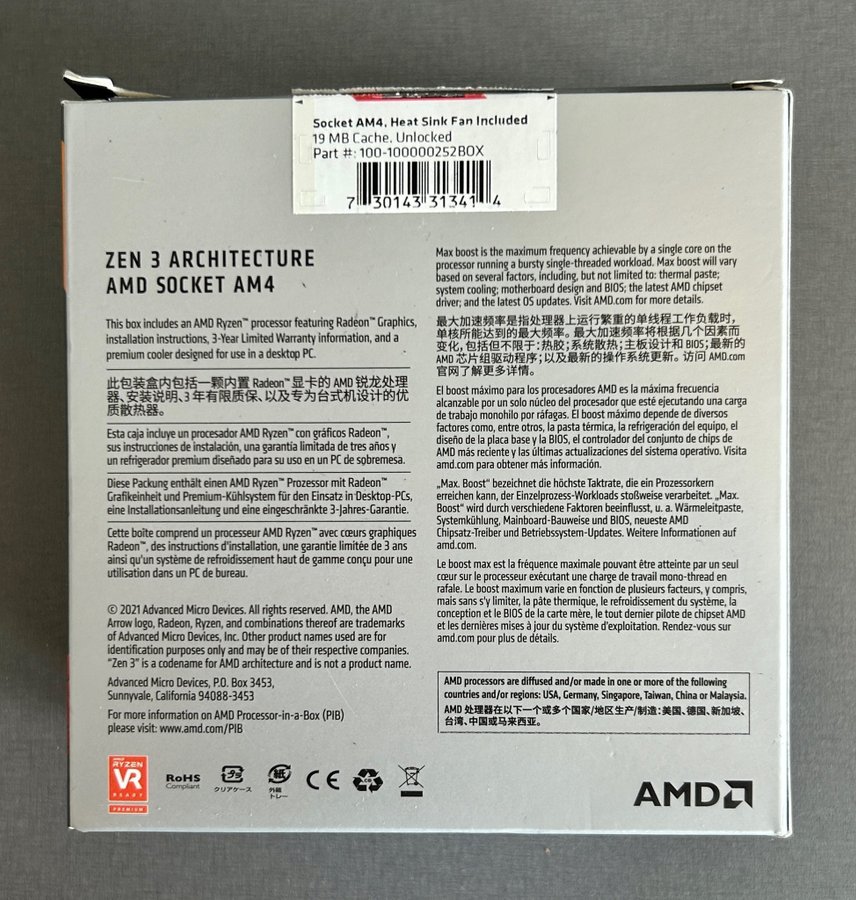 Socket AM4, Heat Sink Fan Included
19 MB Cache, Unlocked
Part #: 100-100000252BOX
7 30143 31341 4
ZEN 3 ARCHITECTURE
AMD SOCKET AM4
This box includes an AMD Ryzen™ processor featuring Radeon™ Graphics,
installation instructions, 3-Year Limited Warranty information, and a
premium cooler designed for use in a desktop PC.
此包装盒内包括一颗内置 Radeon™ 显卡的 AMD 锐龙处理
器、安装说明、3 年有限质保、以及专为台式机设计的优
质散热器。
Esta caja incluye un procesador AMD Ryzen™ con gráficos Radeon™,
sus instrucciones de instalación, una garantía limitada de tres años y
un refrigerador premium diseñado para su uso en un PC de sobremesa.
Diese Packung enthält einen AMD Ryzen™ Prozessor mit Radeon™
Grafikeinheit und Premium-Kühlsystem für den Einsatz in Desktop-PCs,
eine Installationsanleitung und eine eingeschränkte 3-Jahres-Garantie.
Cette boîte comprend un processeur AMD Ryzen™ avec cœurs graphiques
Radeon™, des instructions d'installation, une garantie limitée de 3 ans
ainsi qu'un système de refroidissement haut de gamme conçu pour une
utilisation dans un PC de bureau.
© 2021 Advanced Micro Devices. All rights reserved. AMD, the AMD
Arrow logo, Radeon, Ryzen, and combinations thereof are trademarks
of Advanced Micro Devices, Inc. Other product names used are for
identification purposes only and may be of their respective companies.
"Zen 3" is a codename for AMD architecture and is not a product name.
Advanced Micro Devices, P.O. Box 3453,
Sunnyvale, California 94088-3453
For more information on AMD Processor-in-a-Box (PIB)
please visit: www.amd.com/PIB
Max boost is the maximum frequency achievable by a single core on the
processor running a bursty single-threaded workload. Max boost will vary
based on several factors, including, but not limited to: thermal paste;
system cooling; motherboard design and BIOS; the latest AMD chipset
driver; and the latest OS updates. Visit AMD.com for more details.
最大加速频率是指处理器上运行繁重的单线程工作负载时，
单核所能达到的最大频率。最大加速频率将根据几个因素而
变化，包括但不限于：热胶；系统散热；主板设计和 BIOS；最新的
AMD 芯片组驱动程序；以及最新的操作系统更新。访问 AMD.com
官网了解更多详情。
El boost máximo para los procesadores AMD es la máxima frecuencia
alcanzable por un solo núcleo del procesador que esté ejecutando una carga
de trabajo monohilo por ráfagas. El boost máximo depende de diversos
factores como, entre otros, la pasta térmica, la refrigeración del equipo, el
diseño de la placa base y la BIOS, el controlador del conjunto de chips de
AMD más reciente y las últimas actualizaciones del sistema operativo. Visita
amd.com para obtener más información.
„Max. Boost" bezeichnet die höchste Taktrate, die ein Prozessorkern
erreichen kann, der Einzelprozess-Workloads stoßweise verarbeitet. „Max.
Boost" wird durch verschiedene Faktoren beeinflusst, u. a. Wärmeleitpaste,
Systemkühlung, Mainboard-Bauweise und BIOS, neueste AMD
Chipsatz-Treiber und Betriebssystem-Updates. Weitere Informationen auf
amd.com.
Le boost max est la fréquence maximale pouvant être atteinte par un seul
cœur sur le processeur exécutant une charge de travail mono-thread en
rafale. Le boost maximum varie en fonction de plusieurs facteurs, y compris,
mais sans s'y limiter, la pâte thermique, le refroidissement du système, la
conception et le BIOS de la carte mère, le tout dernier pilote de chipset AMD
et les dernières mises à jour du système d'exploitation. Rendez-vous sur
amd.com pour plus de détails.
AMD processors are diffused and/or made in one or more of the following
countries and/or regions: USA, Germany, Singapore, Taiwan, China or Malaysia.
AMD 处理器在以下一个或多个国家/地区生产/制造：美国、德国、新加坡、
台湾、中国或马来西亚。
AMD
RYZEN
VR
READY
PREMIUM
RoHS
Compliant
プラ
クリアケース
紙
外箱
トレー
CE
CB
AMD